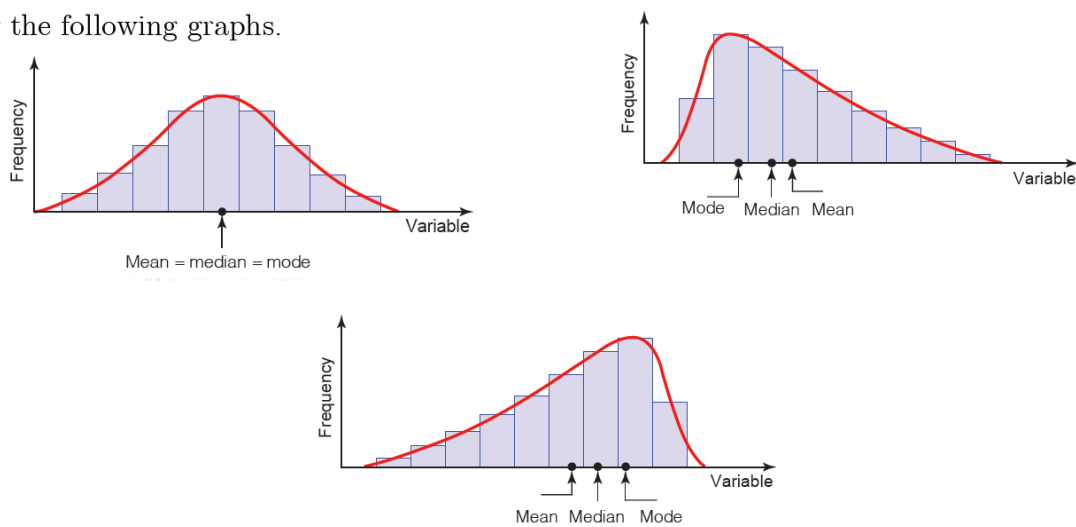 the following graphs.
Frequency
Variable
Mean = median = mode
Frequency
Variable
Mode Median Mean
Frequency
Variable
Mean Median Mode